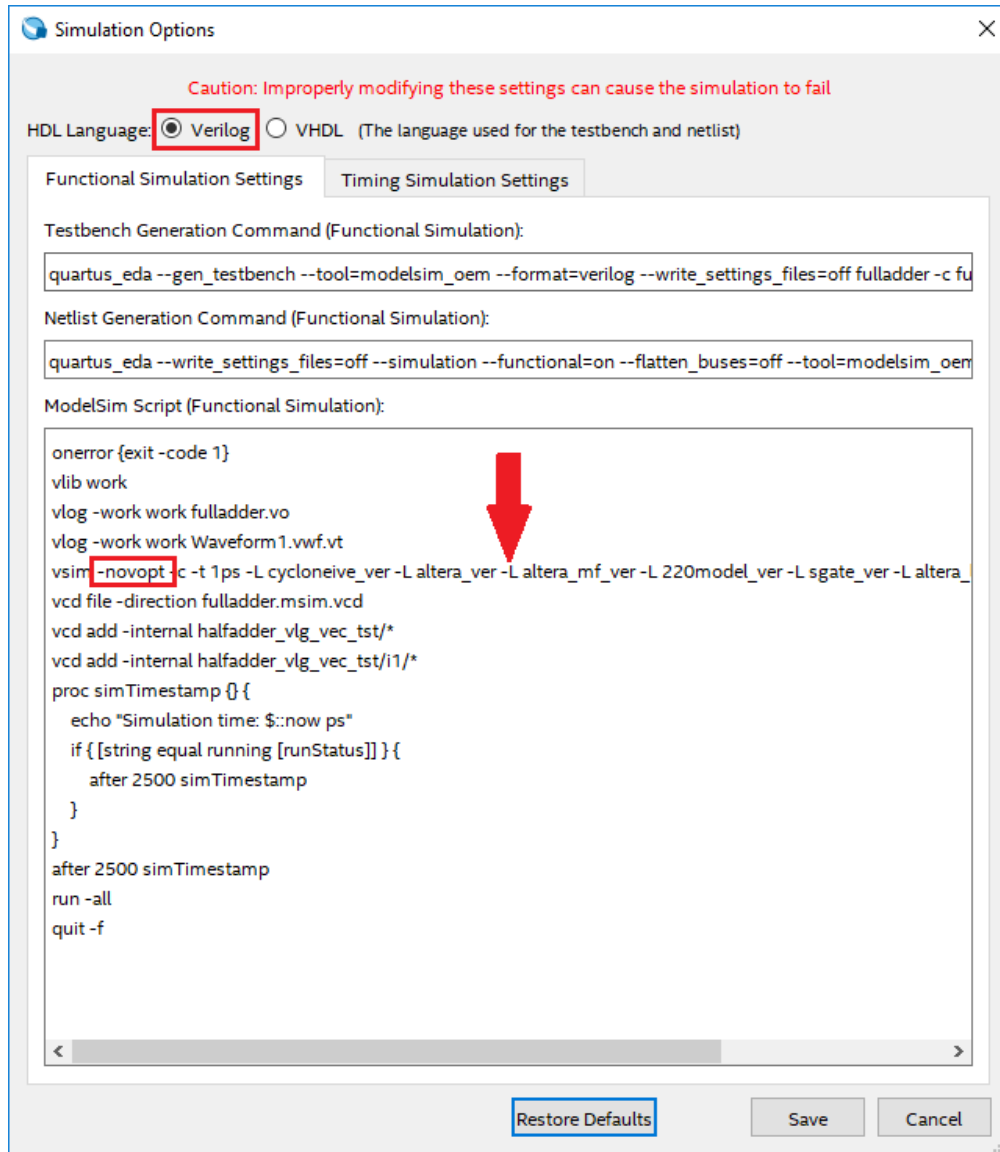 Simulation Options
Caution: Improperly modifying these settings can cause the simulation to fail
HDL Language: Verilog VHDL (The language used for the testbench and netlist)
Functional Simulation Settings Timing Simulation Settings
Testbench Generation Command (Functional Simulation):
quartus_eda --gen_testbench --tool=modelsim_oem --format=verilog --write_settings_files=off fulladder -c fu
Netlist Generation Command (Functional Simulation):
quartus_eda --write_settings_files=off --simulation --functional=on --flatten_buses=off --tool=modelsim_oem
ModelSim Script (Functional Simulation):
onerror {exit -code 1}
vlib work
vlog -work work fulladder.vo
vlog -work work Waveform1.vwf.vt
vsim -novopt -c -t 1ps -L cycloneive_ver -L altera_ver -L altera_mf_ver -L 220model_ver -L sgate_ver -L altera_
vcd file -direction fulladder.msim.vcd
vcd add -internal halfadder_vlg_vec_tst/*
vcd add -internal halfadder_vlg_vec_tst/i1/*
proc simTimestamp {} {
echo "Simulation time: $::now ps"
if { [string equal running [runStatus]] } {
after 2500 simTimestamp
}
}
after 2500 simTimestamp
run -all
quit -f
Restore Defaults Save Cancel